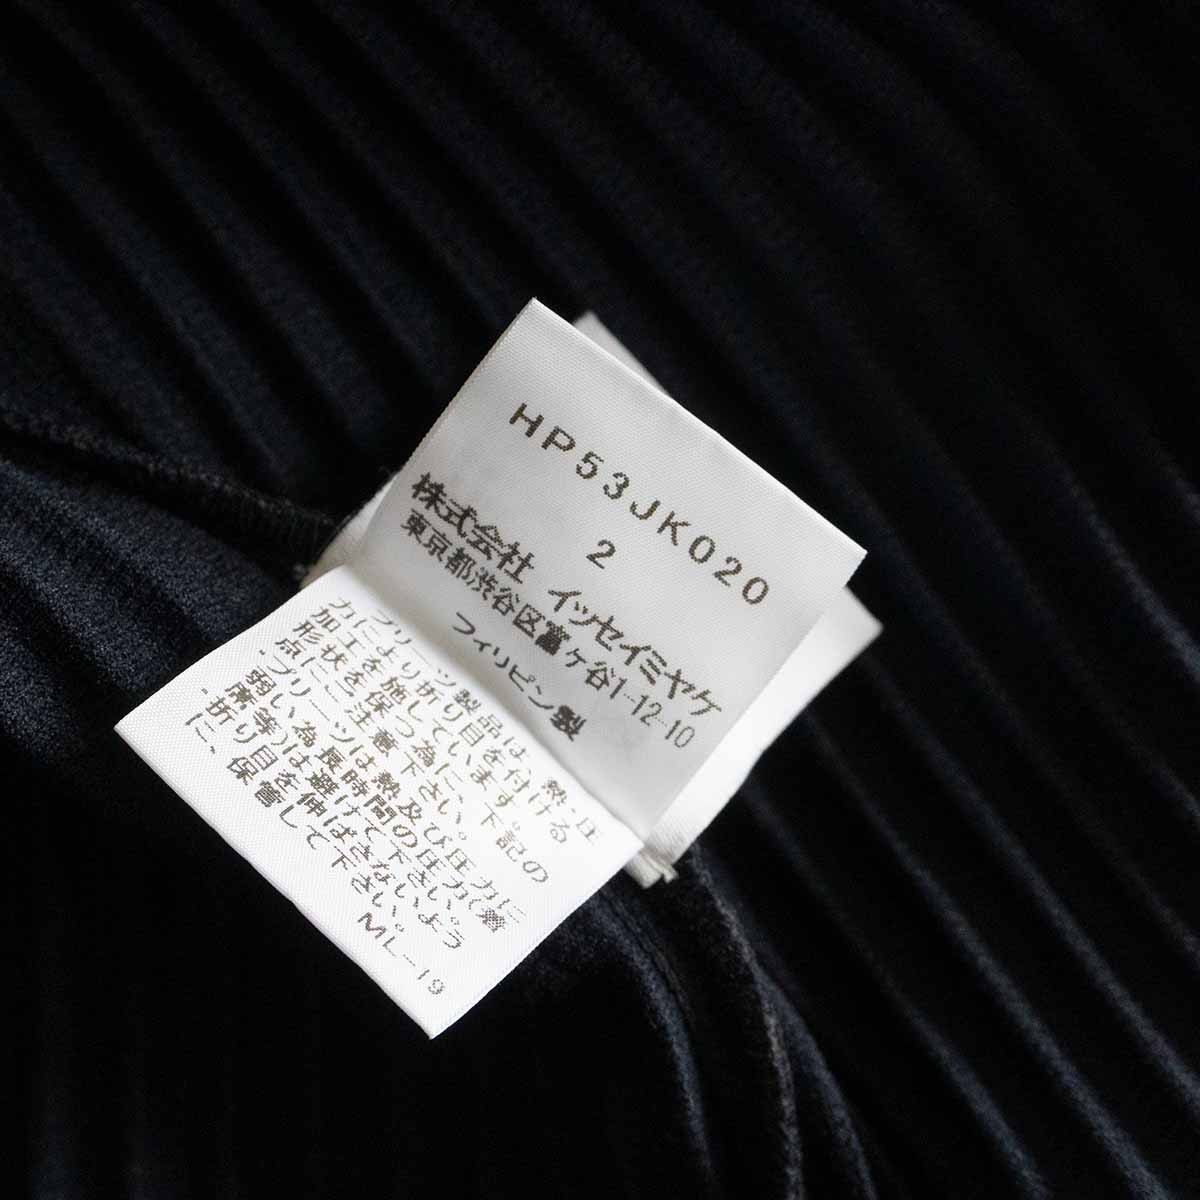 HP53JK020
2
株式会社 イッセイミヤケ
東京都渋谷区富ヶ谷1-12-10
フィリピン製
プリーツ製品は、熱・圧
力により折り目を付ける
加工を施しています。下記の
形状を保つ為に、
点にご注意下さい。
・プリーツは熱及び圧力に
弱い為長時間の圧力(着
席等)は避けて下さい。
・折り目を伸ばさないよう
に、保管して下さい。
ML-19